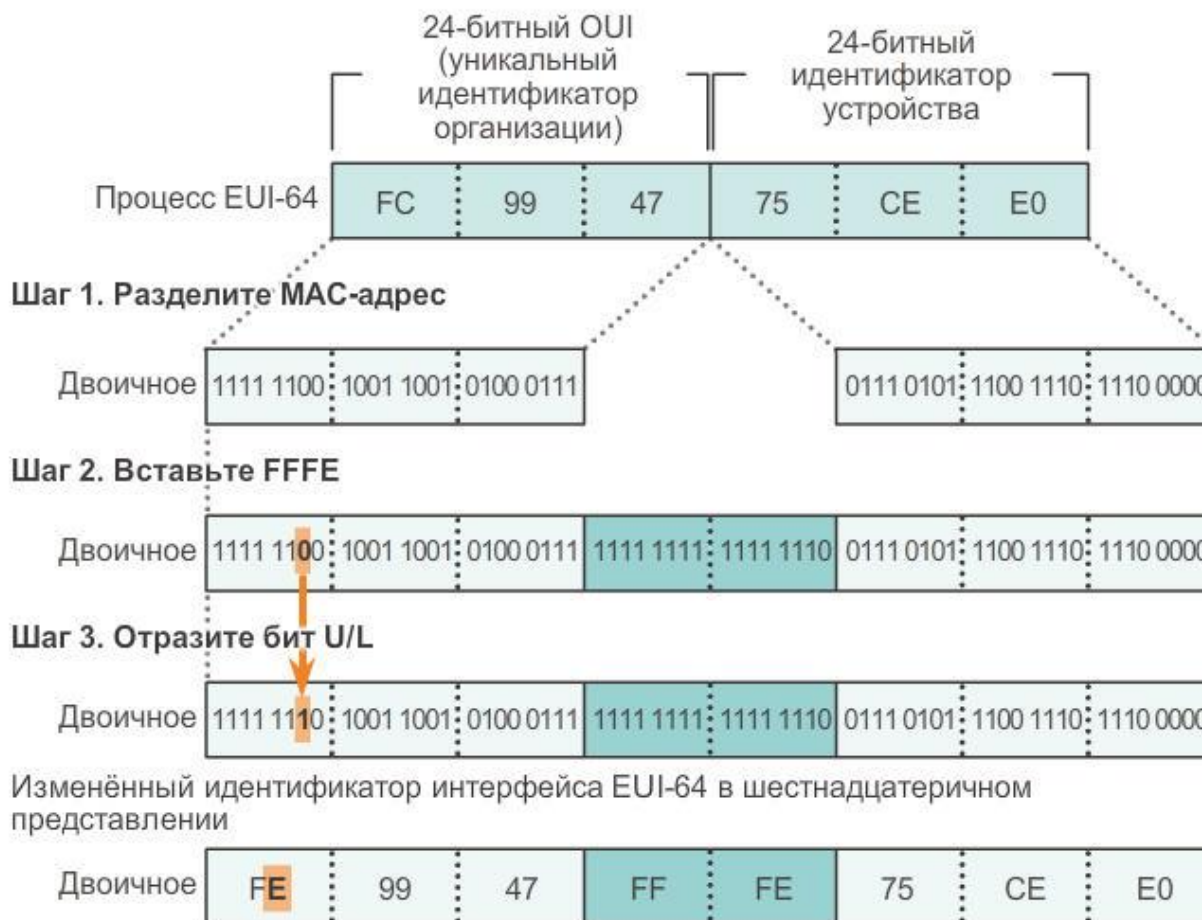 24-битный OUI
(уникальный
идентификатор
организации)
24-битный
идентификатор
устройства
Процесс EUI-64 FC 99 47 75 CE E0
Шаг 1. Разделите MAC-адрес
Двоичное 1111 1100 1001 1001 0100 0111 0111 0101 1100 1110 1110 0000
Шаг 2. Вставьте FFFE
Двоичное 1111 1100 1001 1001 0100 0111 1111 1111 1111 1110 0111 0101 1100 1110 1110 0000
Шаг 3. Отразите бит U/L
Двоичное 1111 1110 1001 1001 0100 0111 1111 1111 1111 1110 0111 0101 1100 1110 1110 0000
Изменённый идентификатор интерфейса EUI-64 в шестнадцатеричном
представлении
Двоичное FE 99 47 FF FE 75 CE E0